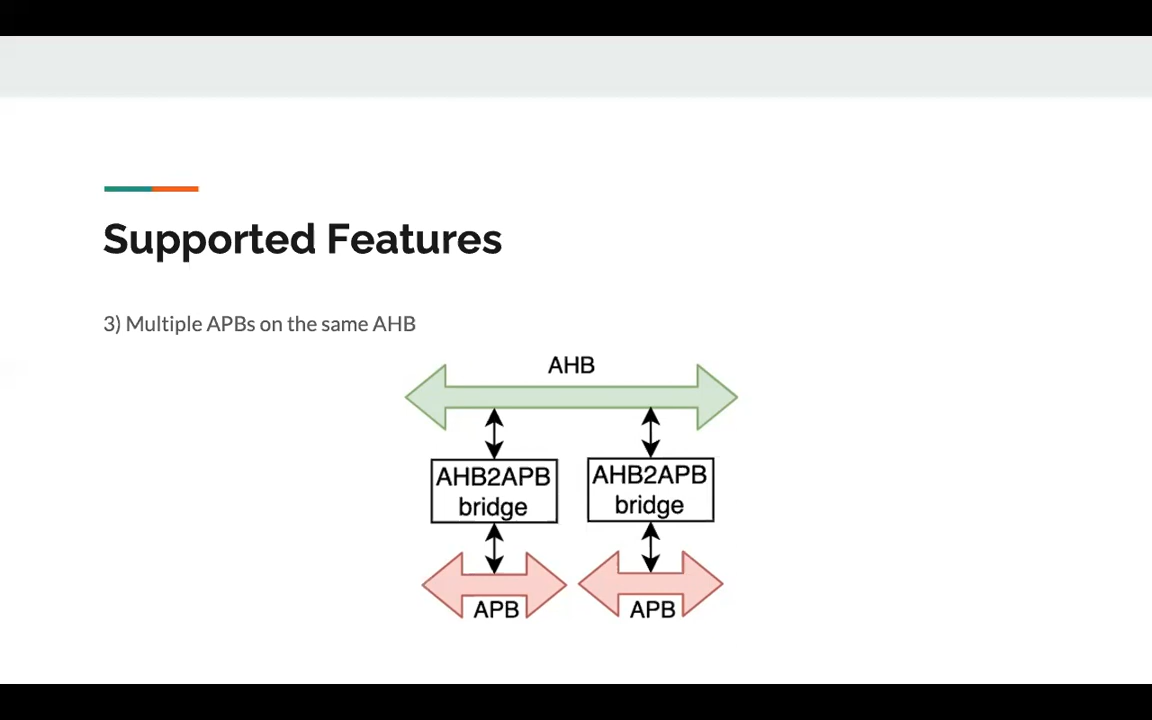 Supported Features
3) Multiple APBs on the same AHB
AHB
AHB2APB
bridge
AHB2APB
bridge
APB
APB